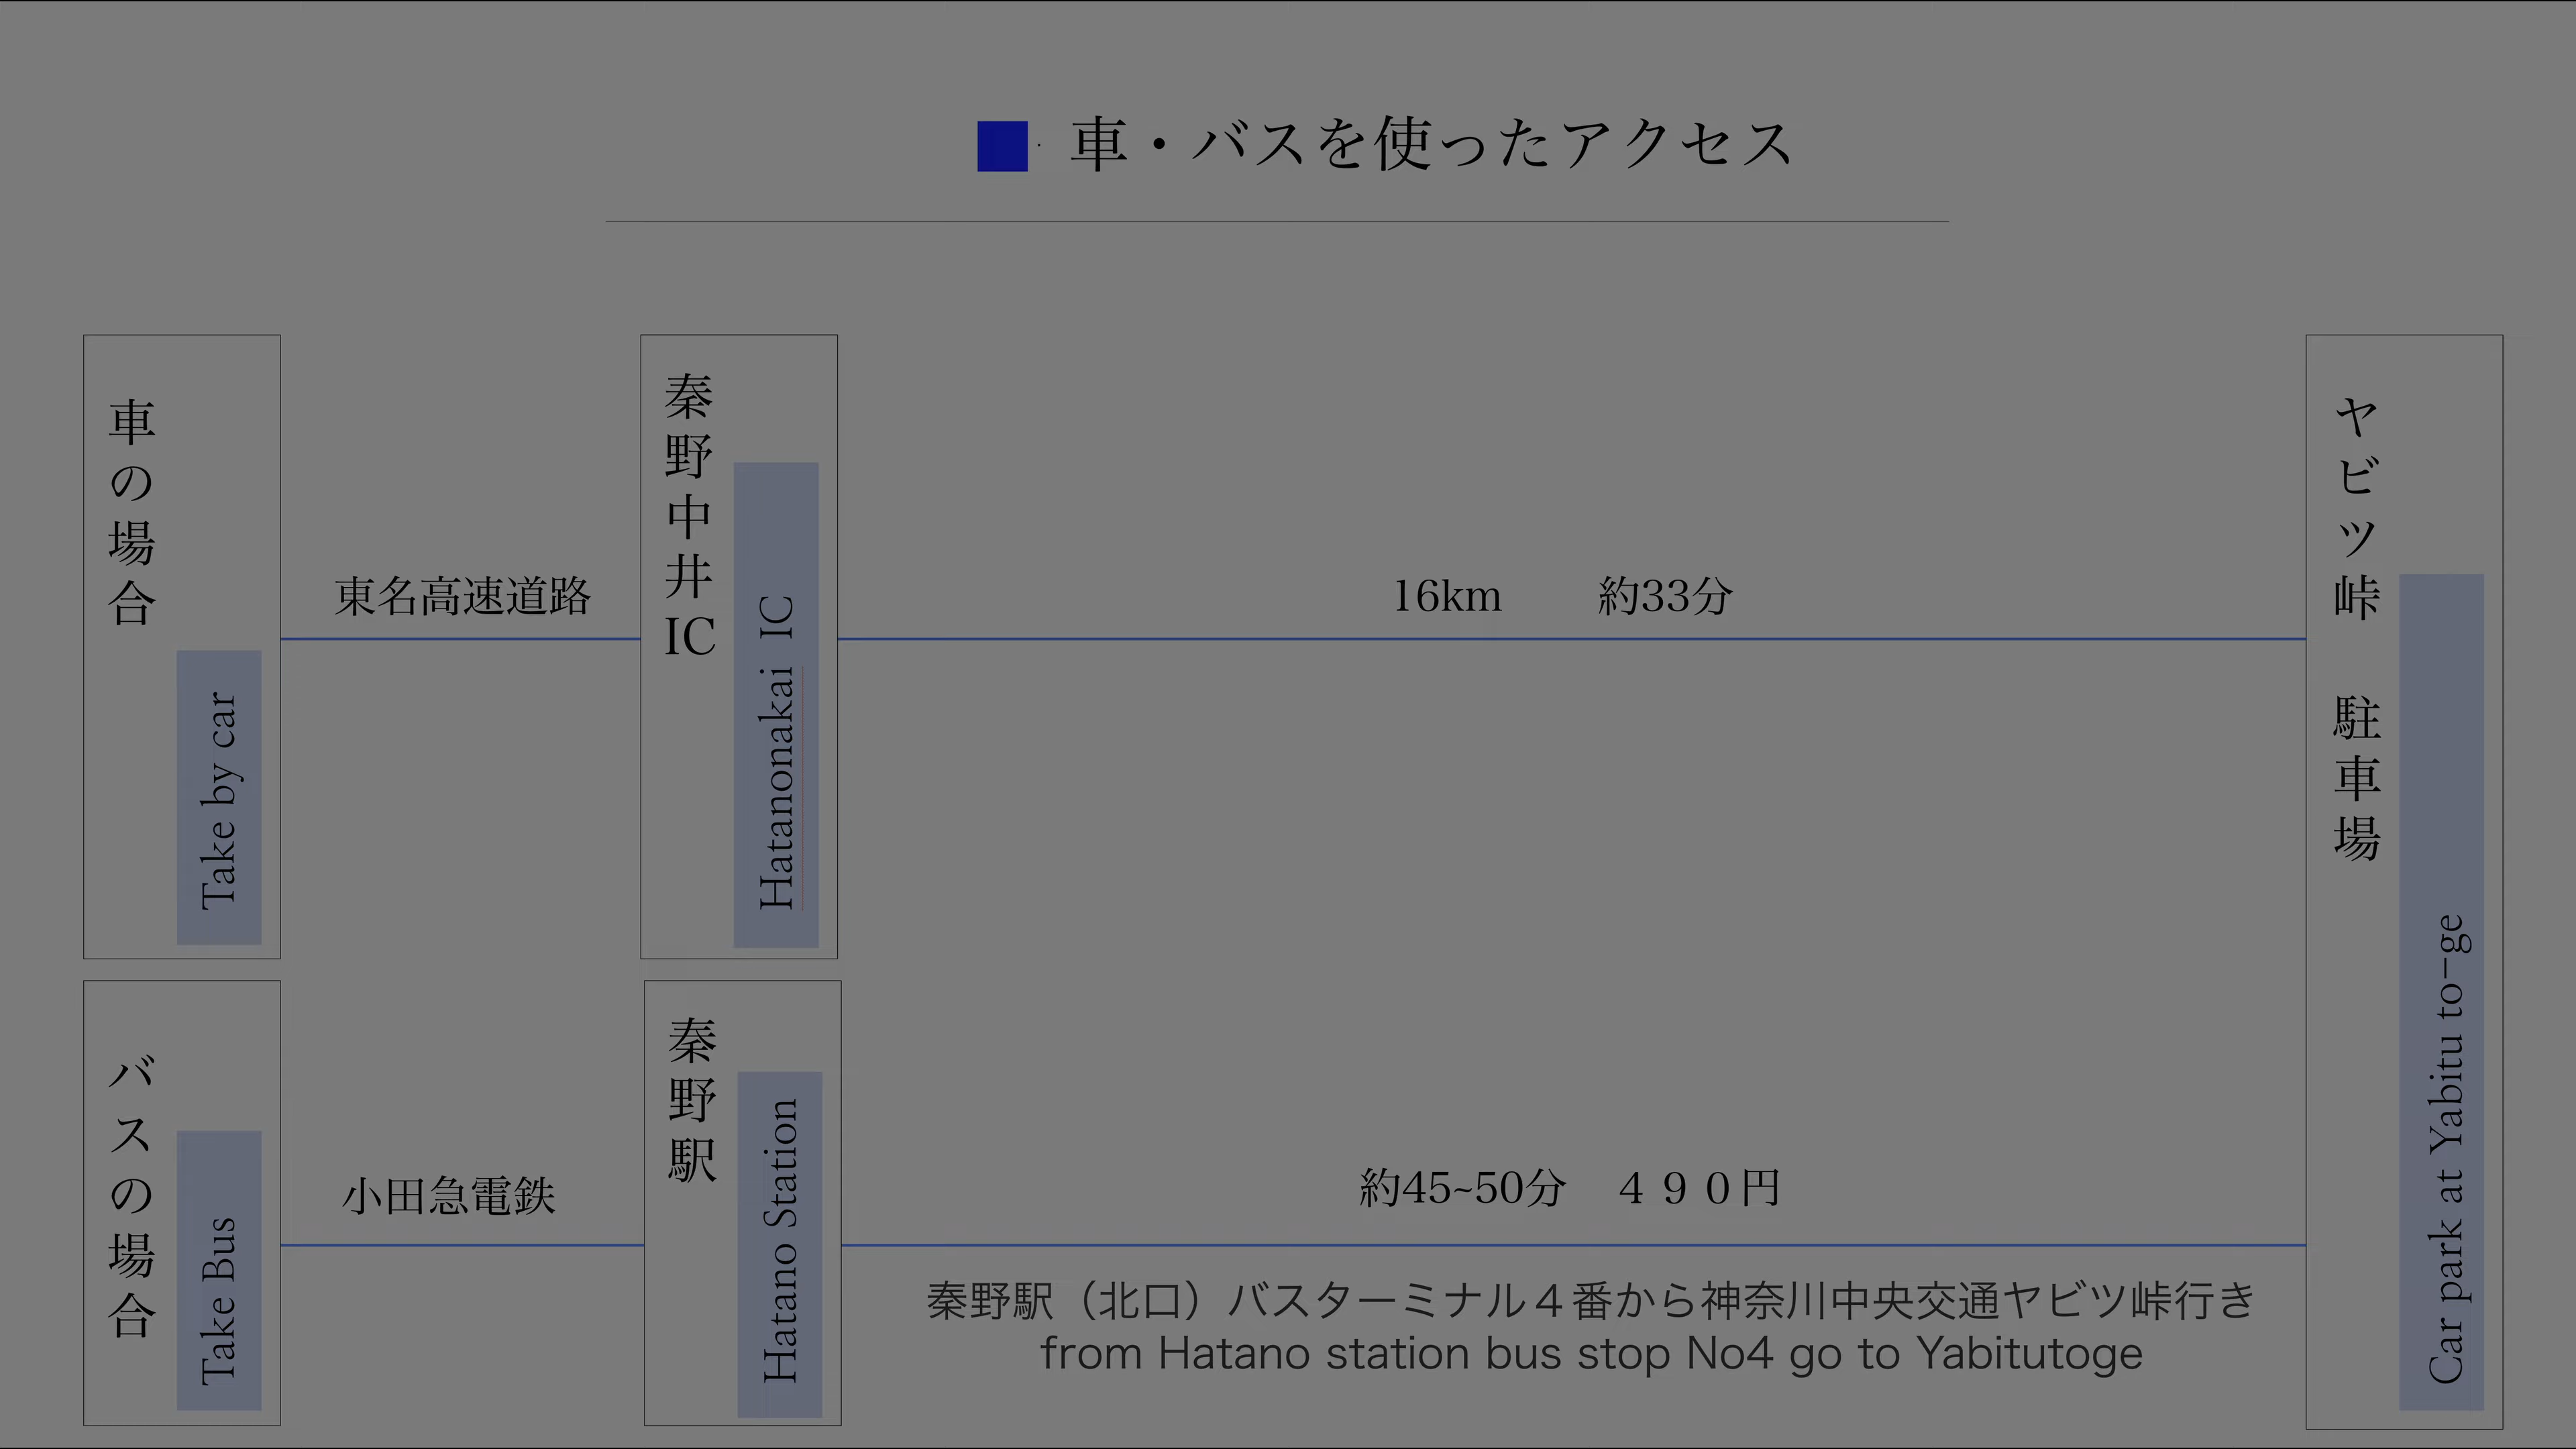 車・バスを使ったアクセス
車の場合
Take by car
東名高速道路
秦野中井IC
Hatanonakai IC
16km 約33分
ヤビツ峠 駐車場
Car park at Yabitu to-ge
バスの場合
Take Bus
小田急電鉄
秦野駅
Hatano Station
約45~50分 ４９０円
秦野駅（北口）バスターミナル４番から神奈川中央交通ヤビツ峠行き
from Hatano station bus stop No4 go to Yabitutoge